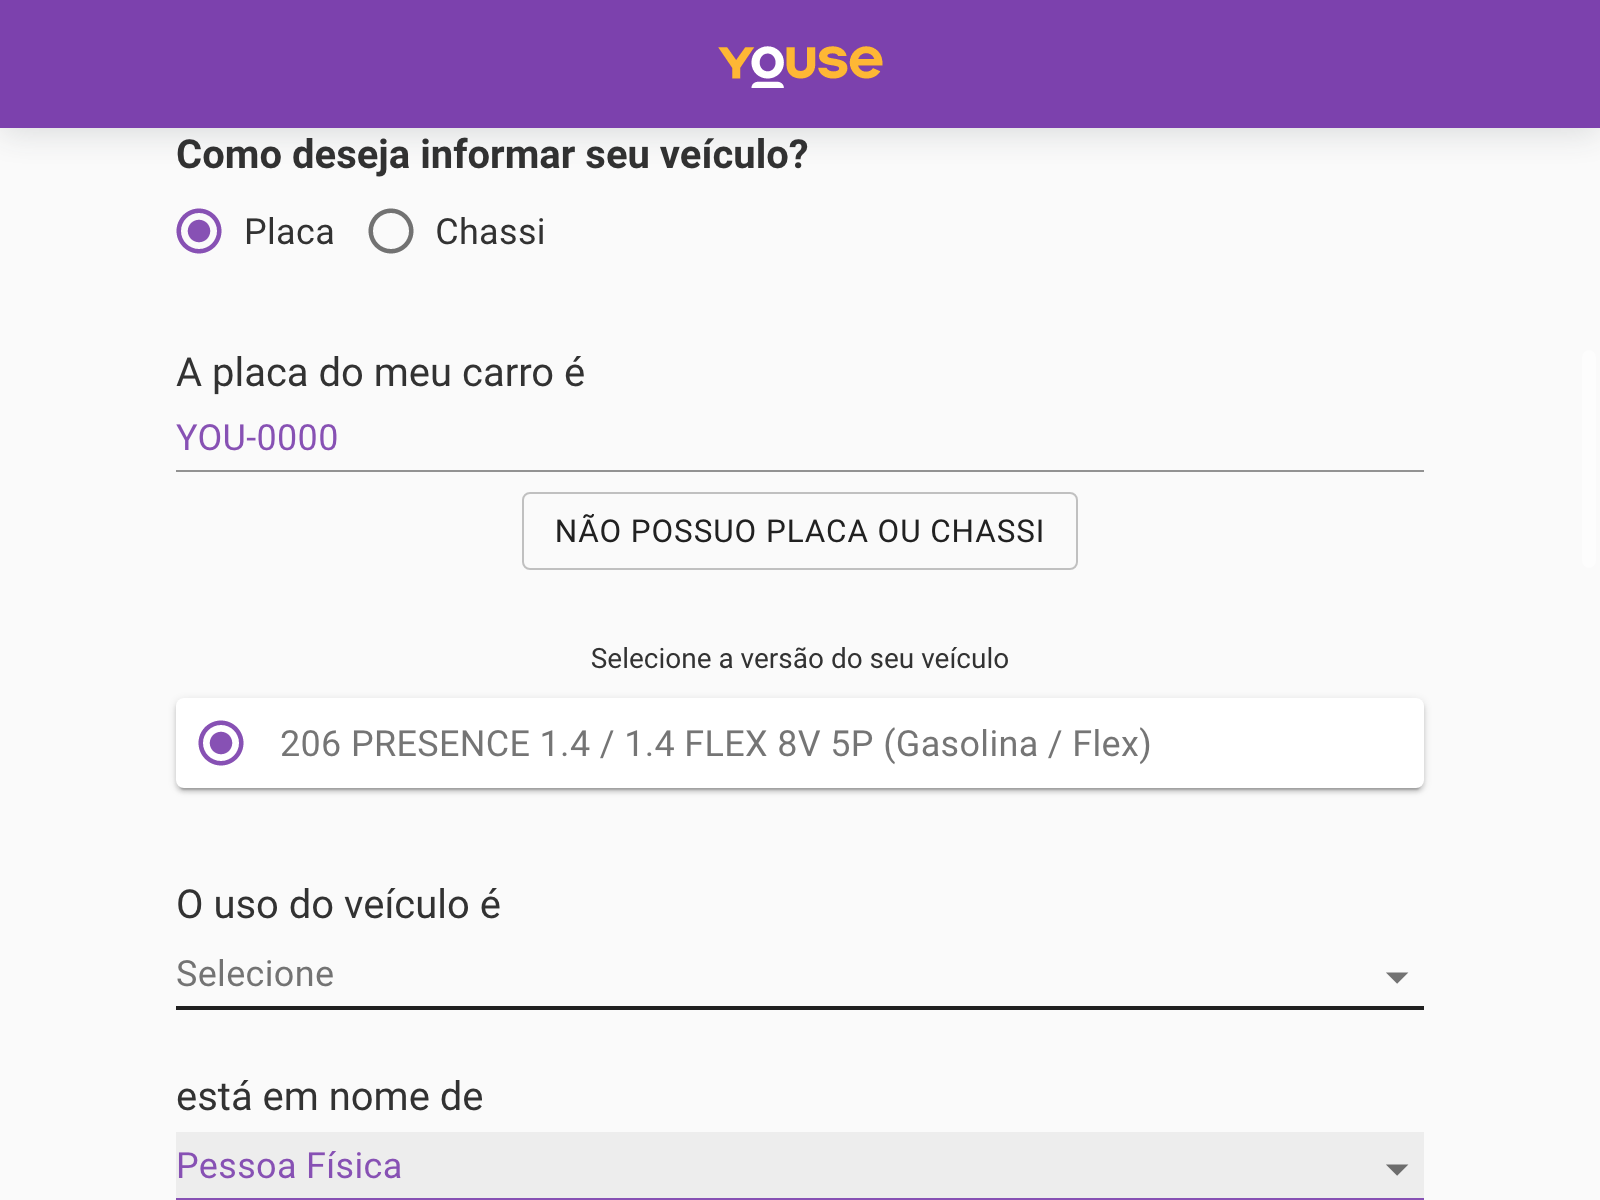 YOUSE
Como deseja informar seu veículo?
Placa
Chassi
A placa do meu carro é
YOU-0000
NÃO POSSUO PLACA OU CHASSI
Selecione a versão do seu veículo
206 PRESENCE 1.4 / 1.4 FLEX 8V 5P (Gasolina / Flex)
O uso do veículo é
Selecione
está em nome de
Pessoa Física